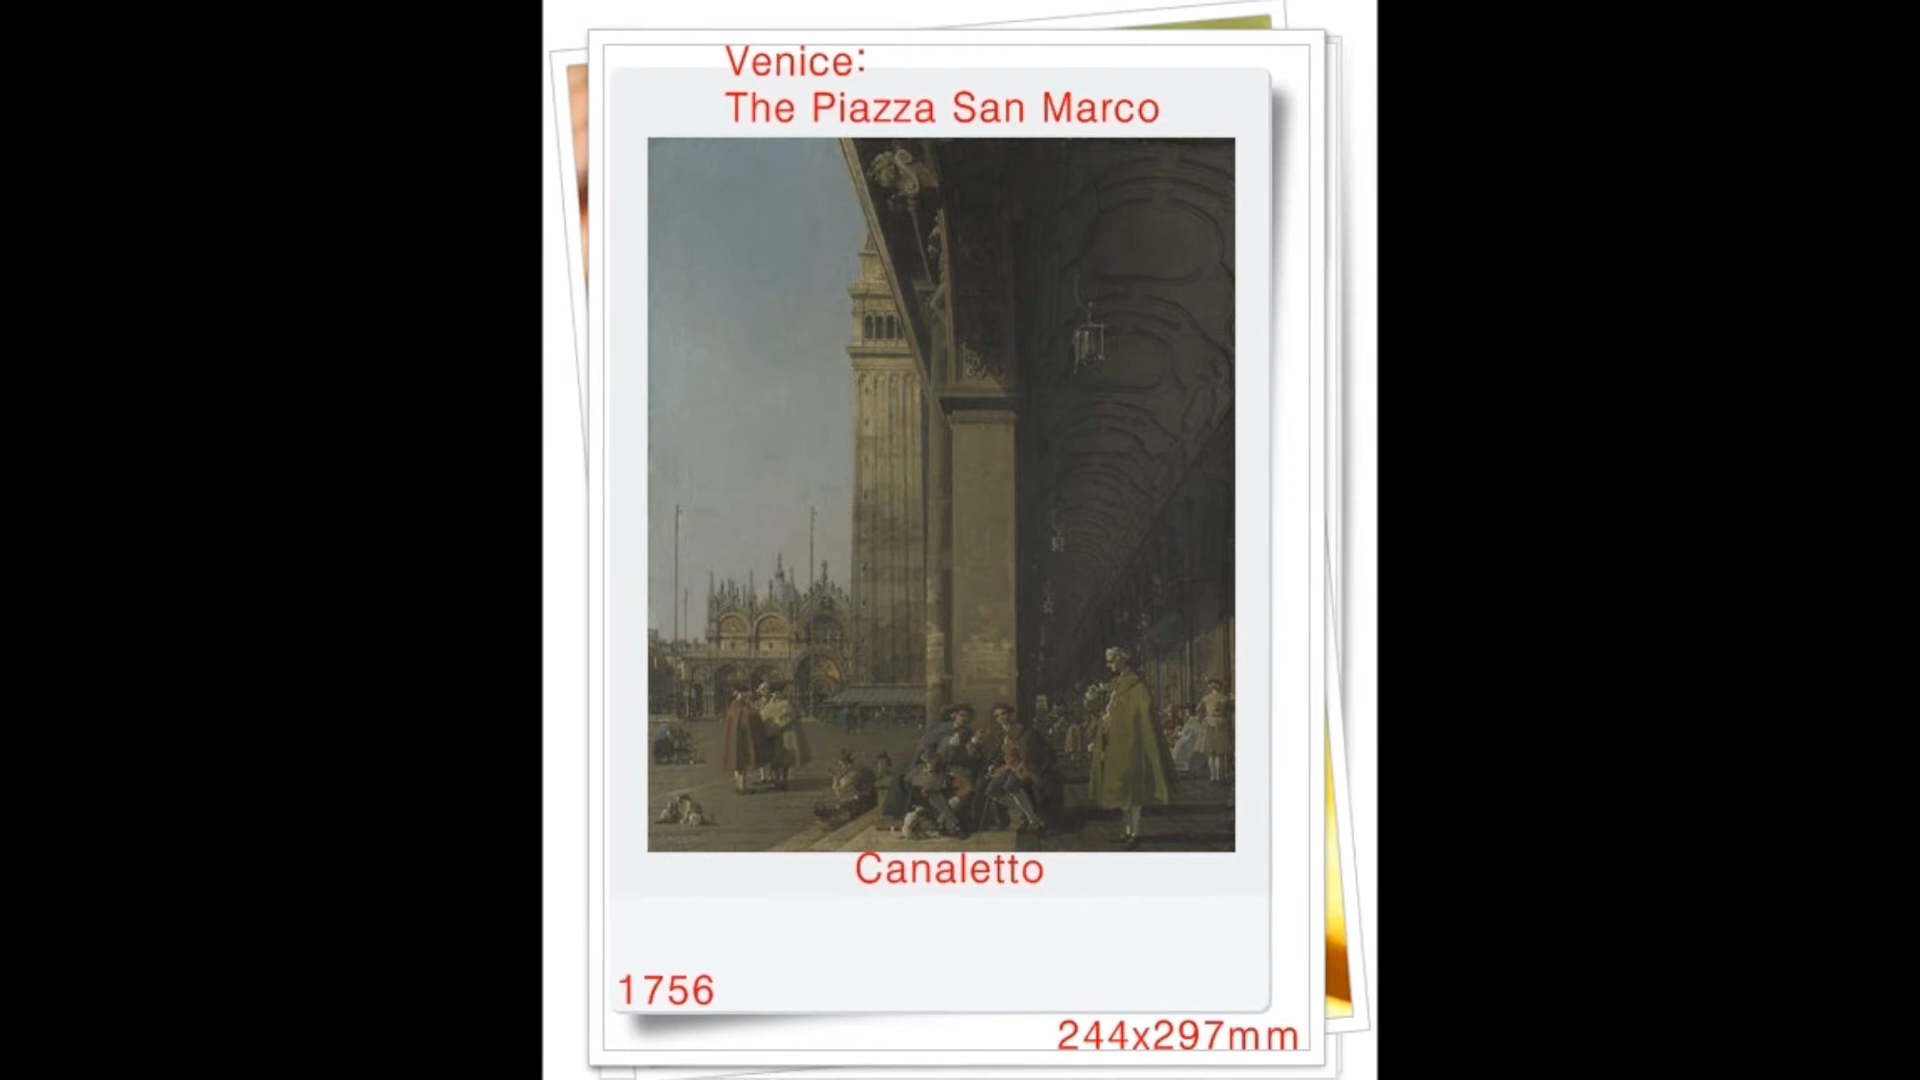 Venice:
The Piazza San Marco
Canaletto
1756
244x297mm